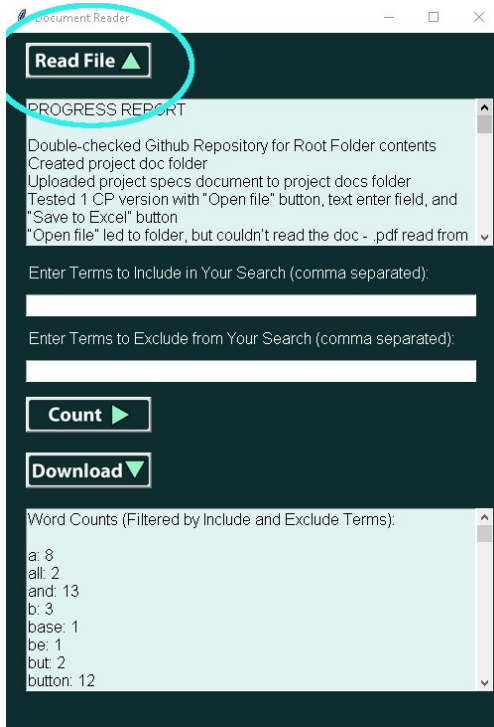 Document Reader
Read File
PROGRESS REPORT
Double-checked Github Repository for Root Folder contents
Created project doc folder
Uploaded project specs document to project docs folder
Tested 1 CP version with "Open file" button, text enter field, and
"Save to Excel" button
"Open file" led to folder, but couldn't read the doc - .pdf read from
Enter Terms to Include in Your Search (comma separated):
Enter Terms to Exclude from Your Search (comma separated):
Count
Download
Word Counts (Filtered by Include and Exclude Terms):
a: 8
all: 2
and: 13
b: 3
base: 1
be: 1
but: 2
button: 12